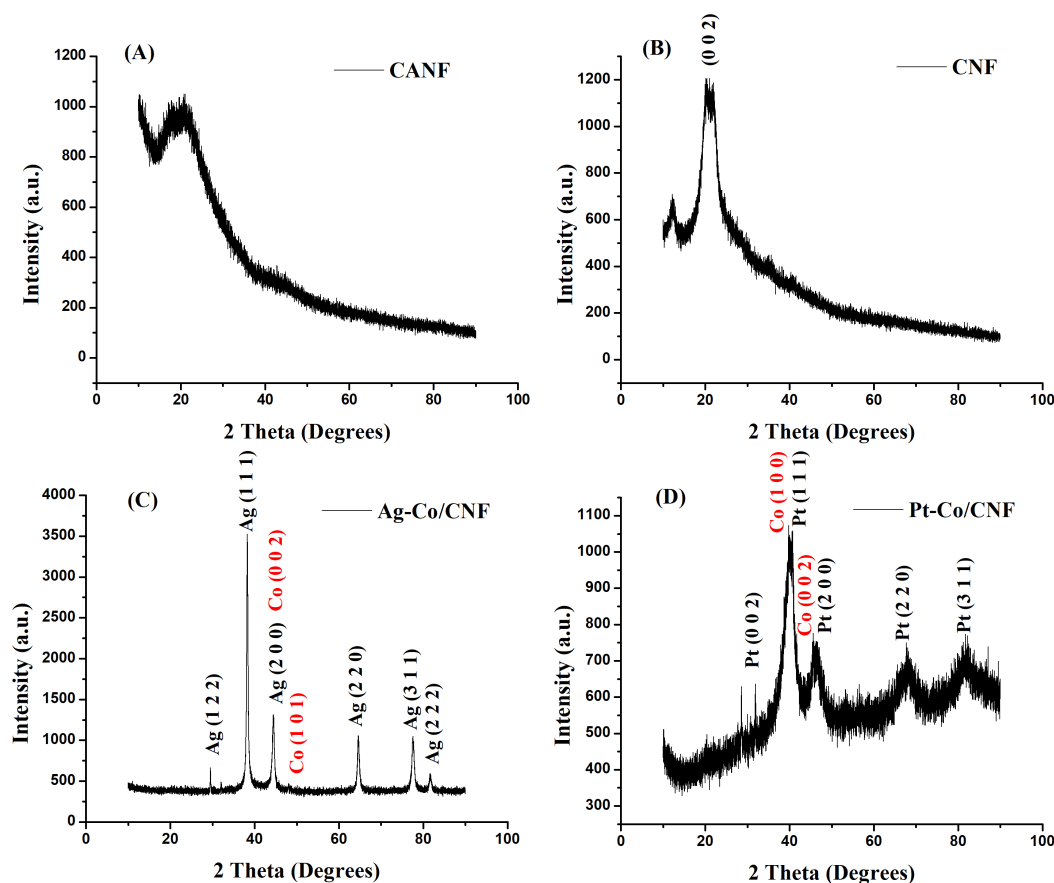 (A)
CANF
1200
1000
800
600
400
200
0
0
20
40
60
80
100
Intensity (a.u.)
2 Theta (Degrees)
(B)
(0 0 2)
CNF
1200
1000
800
600
400
200
0
0
20
40
60
80
100
Intensity (a.u.)
2 Theta (Degrees)
(C)
Ag-Co/CNF
4000
3500
3000
2500
2000
1500
1000
500
0
0
20
40
60
80
100
Ag (1 2 2)
Ag (1 1 1)
Ag (2 0 0)
Co (0 0 2)
Co (1 0 1)
Ag (2 2 0)
Ag (3 1 1)
Ag (2 2 2)
Intensity (a.u.)
2 Theta (Degrees)
(D)
Pt-Co/CNF
1100
1000
900
800
700
600
500
400
300
0
20
40
60
80
100
Pt (0 0 2)
Co (1 0 0)
Pt (1 1 1)
Co (0 0 2)
Pt (2 0 0)
Pt (2 2 0)
Pt (3 1 1)
Intensity (a.u.)
2 Theta (Degrees)